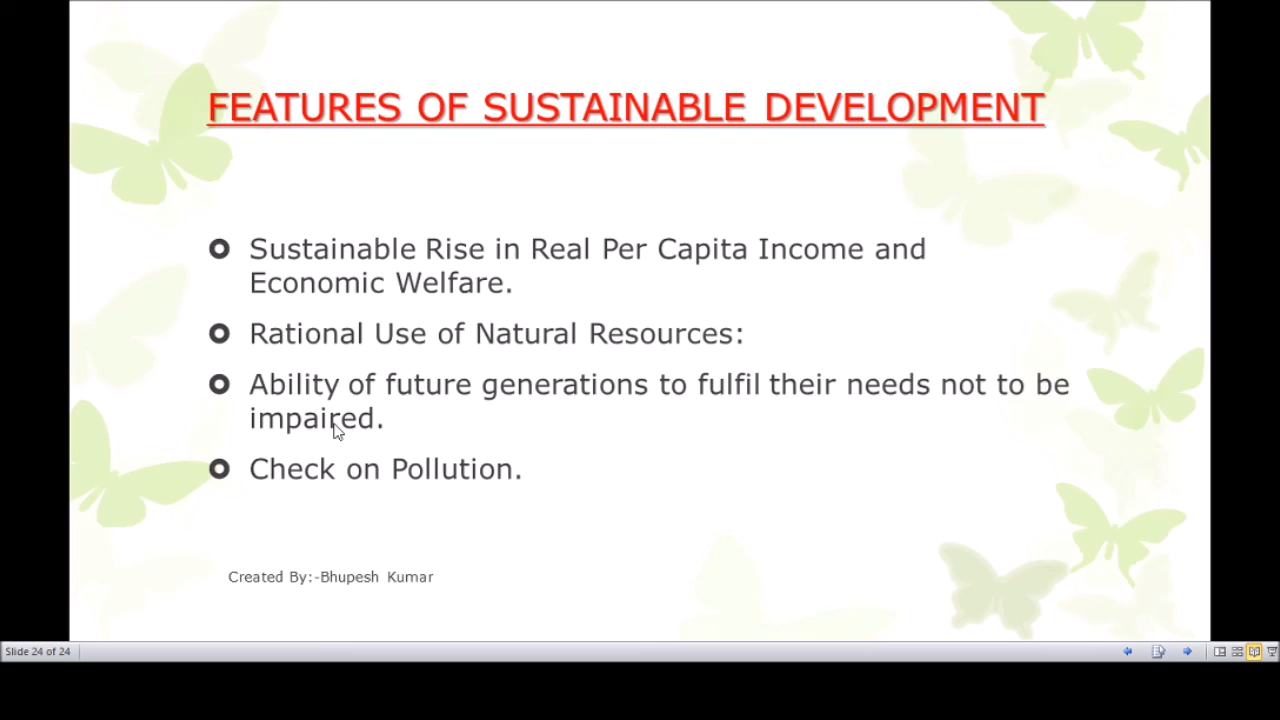 FEATURES OF SUSTAINABLE DEVELOPMENT
Sustainable Rise in Real Per Capita Income and
Economic Welfare.
Rational Use of Natural Resources:
Ability of future generations to fulfil their needs not to be
impaired.
Check on Pollution.
Created By:-Bhupesh Kumar
Slide 24 of 24